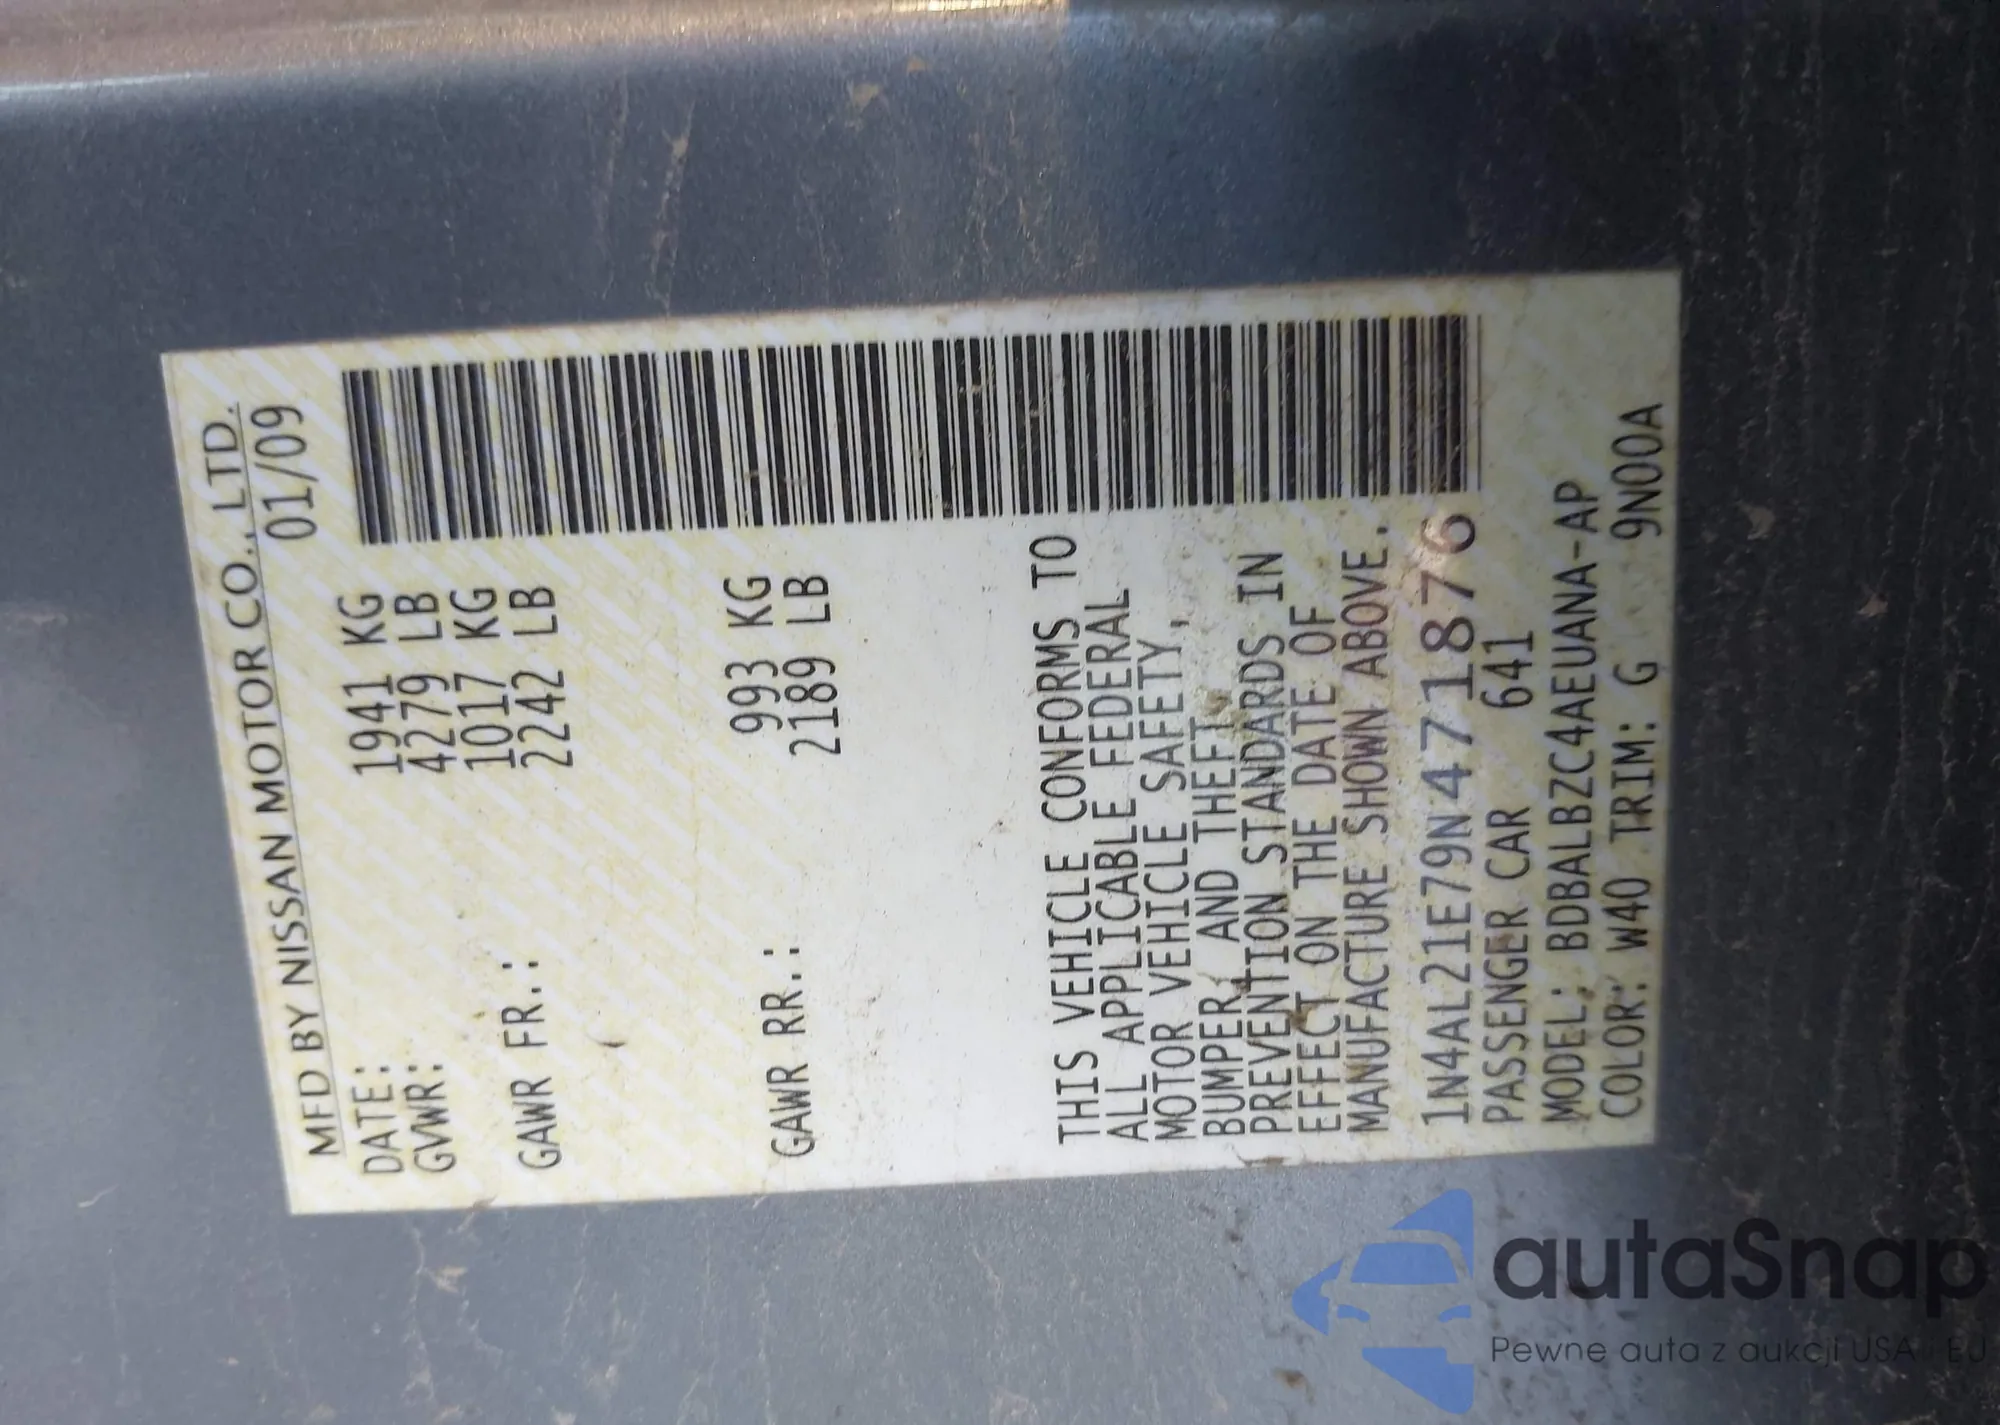 MFD BY NISSAN MOTOR CO., LTD.
DATE: 01/09
GVWR: 1941 KG
4279 LB
GAWR FR.: 1017 KG
2242 LB
GAWR RR.: 993 KG
2189 LB
THIS VEHICLE CONFORMS TO
ALL APPLICABLE FEDERAL
MOTOR VEHICLE SAFETY,
BUMPER, AND THEFT
PREVENTION STANDARDS IN
EFFECT ON THE DATE OF
MANUFACTURE SHOWN ABOVE.
1N4AL21E79N471876
PASSENGER CAR 641
MODEL: BDBALBZC4AEUANA-AP
COLOR: W40 TRIM: G 9N00A
autaSnap
Pewne auta z aukcji USA i EU